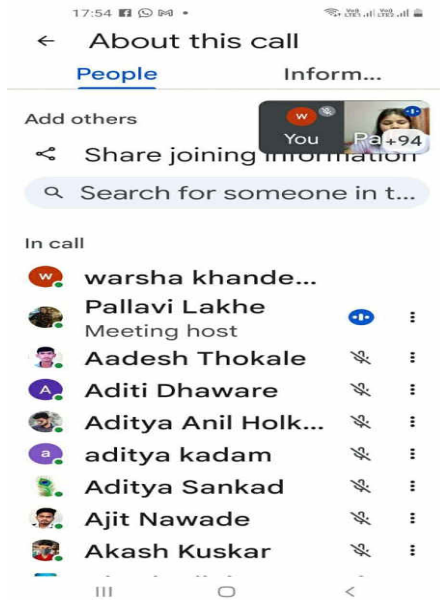 17:54
About this call
People
Inform...
Add others
W
You
Pa
+94
Share joining information
Search for someone in t...
In call
W
warsha khande...
Pallavi Lakhe
Meeting host
Aadesh Thokale
A
Aditi Dhaware
Aditya Anil Holk...
a
aditya kadam
Aditya Sankad
Ajit Nawade
Akash Kuskar